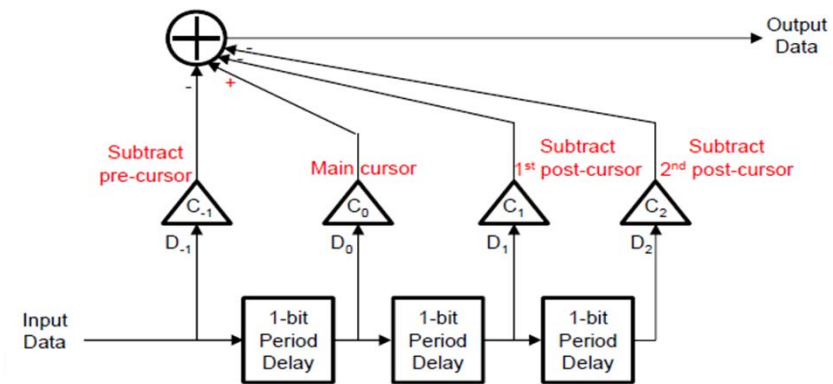 Output
Data
-
-
-
+
Subtract
pre-cursor
Main cursor
Subtract
1st post-cursor
Subtract
2nd post-cursor
C-1
C0
C1
C2
D-1
D0
D1
D2
Input
Data
1-bit
Period
Delay
1-bit
Period
Delay
1-bit
Period
Delay